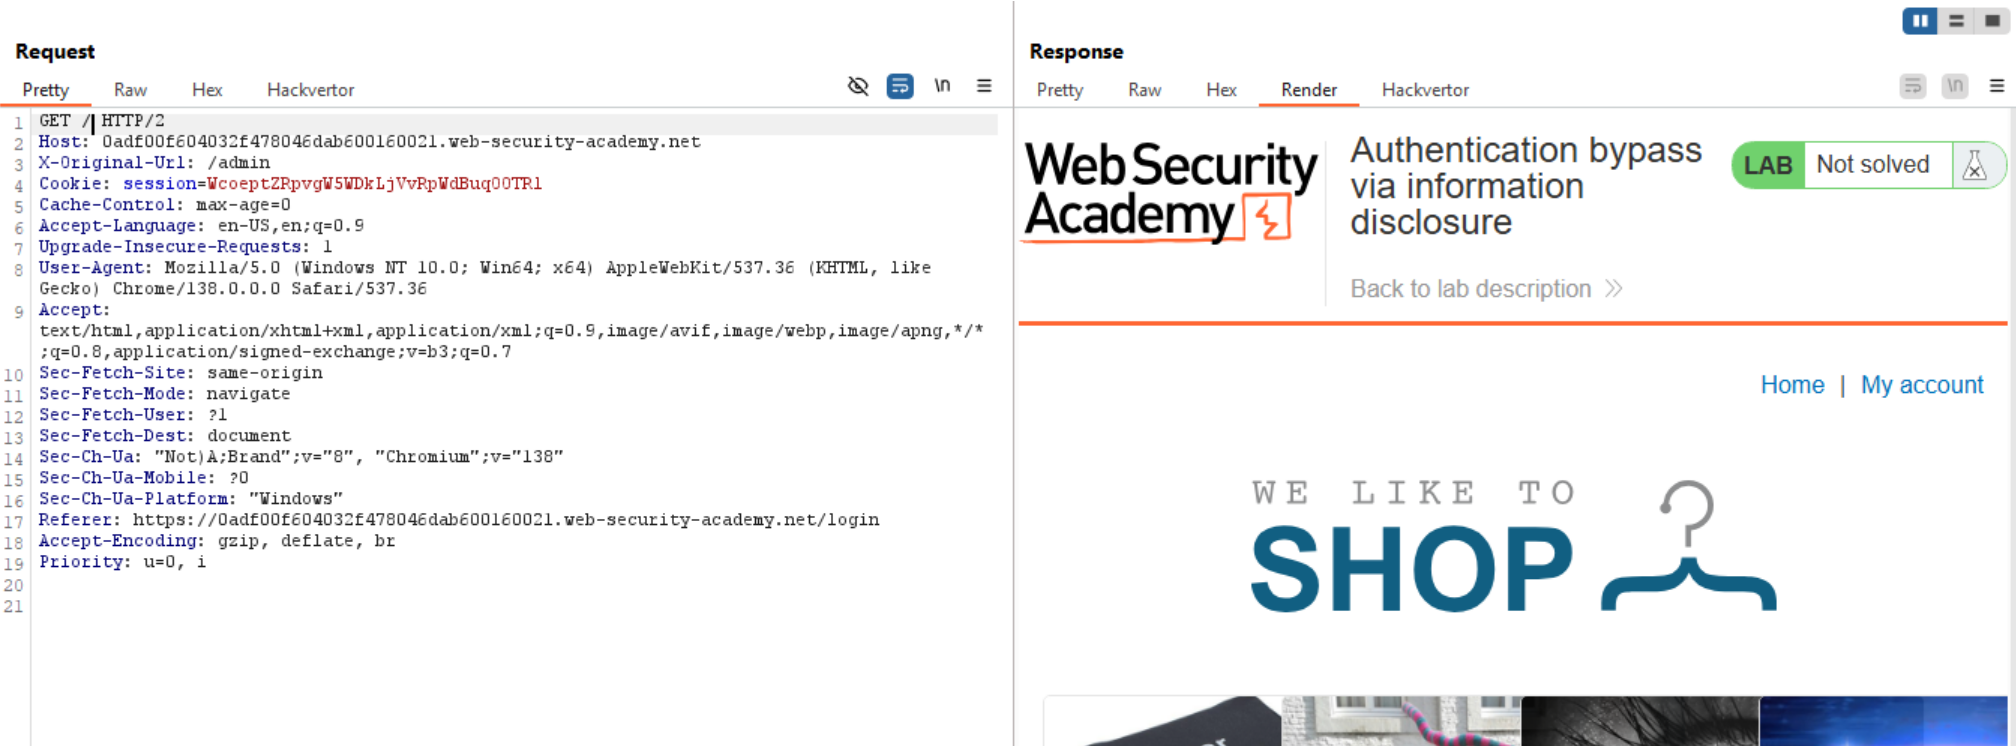 Request
Pretty Raw Hex Hackvertor \n
1 GET / HTTP/2
2 Host: 0adf00f604032f478046dab600160021.web-security-academy.net
3 X-Original-Url: /admin
4 Cookie: session=WcoeptZRpvgW5WDkLjVvRpWdBuq00TRl
5 Cache-Control: max-age=0
6 Accept-Language: en-US,en;q=0.9
7 Upgrade-Insecure-Requests: 1
8 User-Agent: Mozilla/5.0 (Windows NT 10.0; Win64; x64) AppleWebKit/537.36 (KHTML, like
Gecko) Chrome/138.0.0.0 Safari/537.36
9 Accept:
text/html,application/xhtml+xml,application/xml;q=0.9,image/avif,image/webp,image/apng,*/*
;q=0.8,application/signed-exchange;v=b3;q=0.7
10 Sec-Fetch-Site: same-origin
11 Sec-Fetch-Mode: navigate
12 Sec-Fetch-User: ?1
13 Sec-Fetch-Dest: document
14 Sec-Ch-Ua: "Not)A;Brand";v="8", "Chromium";v="138"
15 Sec-Ch-Ua-Mobile: ?0
16 Sec-Ch-Ua-Platform: "Windows"
17 Referer: https://0adf00f604032f478046dab600160021.web-security-academy.net/login
18 Accept-Encoding: gzip, deflate, br
19 Priority: u=0, i
20
21
Response
Pretty Raw Hex Render Hackvertor \n
Web Security
Academy
Authentication bypass
via information
disclosure
LAB Not solved
Back to lab description
Home | My account
WE LIKE TO
SHOP